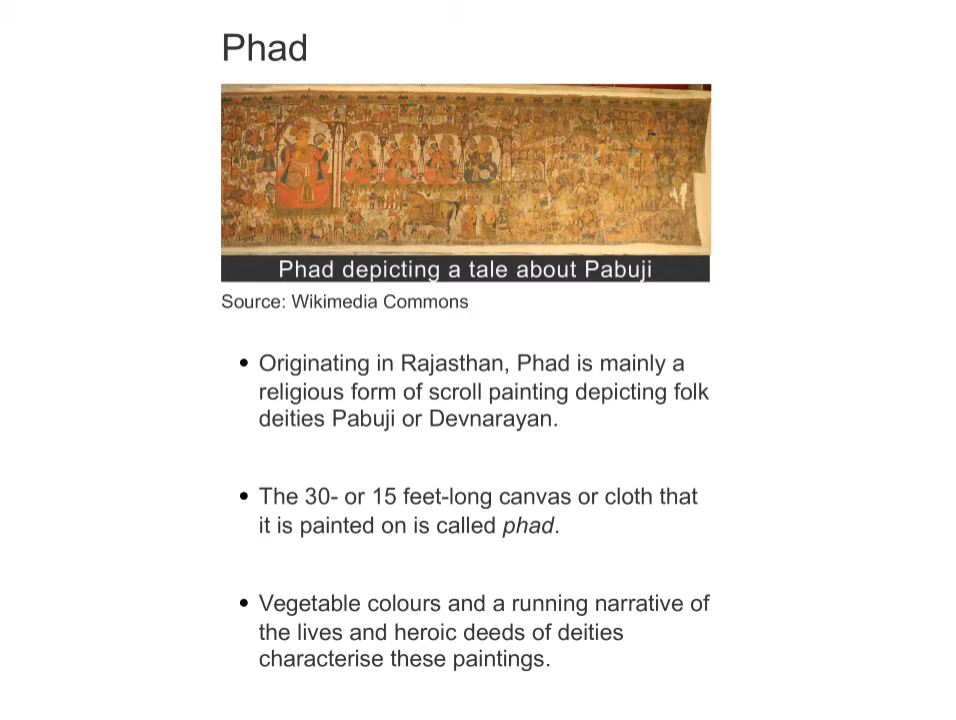 Phad
Phad depicting a tale about Pabuji
Source: Wikimedia Commons
• Originating in Rajasthan, Phad is mainly a
religious form of scroll painting depicting folk
deities Pabuji or Devnarayan.
• The 30- or 15 feet-long canvas or cloth that
it is painted on is called phad.
• Vegetable colours and a running narrative of
the lives and heroic deeds of deities
characterise these paintings.